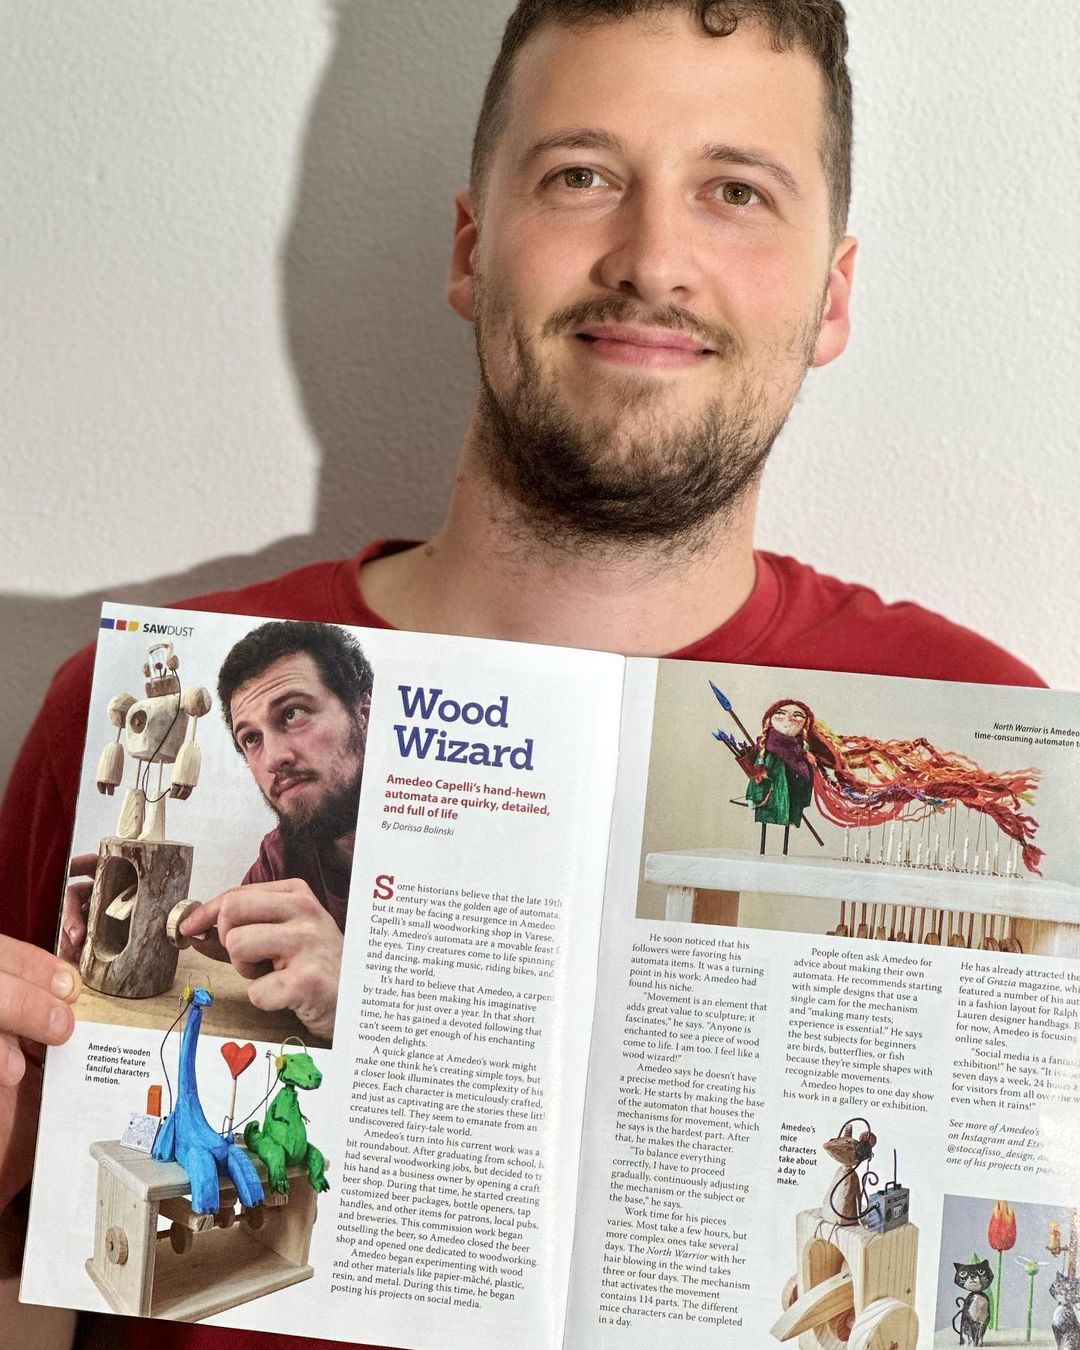 SAWDUST
Wood
Wizard
Amedeo Capelli's hand-hewn
automata are quirky, detailed,
and full of life
By Dorissa Bolinski
Some historians believe that the late 19th
century was the golden age of automata,
but it may be facing a resurgence in Amedeo
Capelli's small woodworking shop in Varese,
Italy. Amedeo's automata are a movable feast
the eyes. Tiny creatures come to life spinning
and dancing, making music, riding bikes, and
saving the world.
It's hard to believe that Amedeo, a
by trade, has been making his imaginative
automata for just over a year. In that short
time, he has gained a devoted following that
can't seem to get enough of his enchanting
wooden delights.
A quick glance at Amedeo's work might
make one think he's creating simple toys, but
a closer look illuminates the complexity of his
pieces. Each character is meticulously crafted,
and just as captivating are the stories these
creatures tell. They seem to emanate from an
undiscovered fairy-tale world.
Amedeo's turn into his current work was a
bit roundabout. After graduating from school,
had several woodworking jobs, but decided to
his hand as a business owner by opening a craft
beer shop. During that time, he started creating
customized beer packages, bottle openers, tap
handles, and other items for patrons, local pubs,
and breweries. This commission work began
outselling the beer, so Amedeo closed the beer
shop and opened one dedicated to woodworking.
Amedeo began experimenting with wood
and other materials like papier-mâché, plastic,
resin, and metal. During this time, he began
posting his projects on social media.
Amedeo's wooden
creations feature
fanciful characters
in motion.
North Warrior is Amedeo
time-consuming automaton
He soon noticed that his
followers were favoring his
automata items. It was a turning
point in his work; Amedeo had
found his niche.
"Movement is an element that
adds great value to sculpture; it
fascinates," he says. "Anyone is
enchanted to see a piece of wood
come to life. I am too. I feel like a
wood wizard!"
Amedeo says he doesn't have
a precise method for creating his
work. He starts by making the base
of the automaton that houses the
mechanisms for movement, which
he says is the hardest part. After
that, he makes the character.
"To balance everything
correctly, I have to proceed
gradually, continuously adjusting
the mechanism or the subject or
the base," he says.
Work time for his pieces
varies. Most take a few hours, but
more complex ones take several
days. The North Warrior with her
hair blowing in the wind takes
three or four days. The mechanism
that activates the movement
contains 114 parts. The different
mice characters can be completed
in a day.
People often ask Amedeo for
advice about making their own
automata. He recommends starting
with simple designs that use a
single cam for the mechanism
and "making many tests;
experience is essential." He says
the best subjects for beginners
are birds, butterflies, or fish
because they're simple shapes with
recognizable movements.
Amedeo hopes to one day show
his work in a gallery or exhibition.
Amedeo's
mice
characters
take about
a day to
make.
He has already attracted the
eye of Grazia magazine,
featured a number of his
in a fashion layout for Ralph
Lauren designer handbags.
for now, Amedeo is focusing
online sales.
"Social media is a
exhibition!" he says. "It is
seven days a week, 24 hours a
for visitors from all over the
even when it rains!"
See more of Amedeo's
on Instagram and
@stoccafisso_design,
one of his projects on